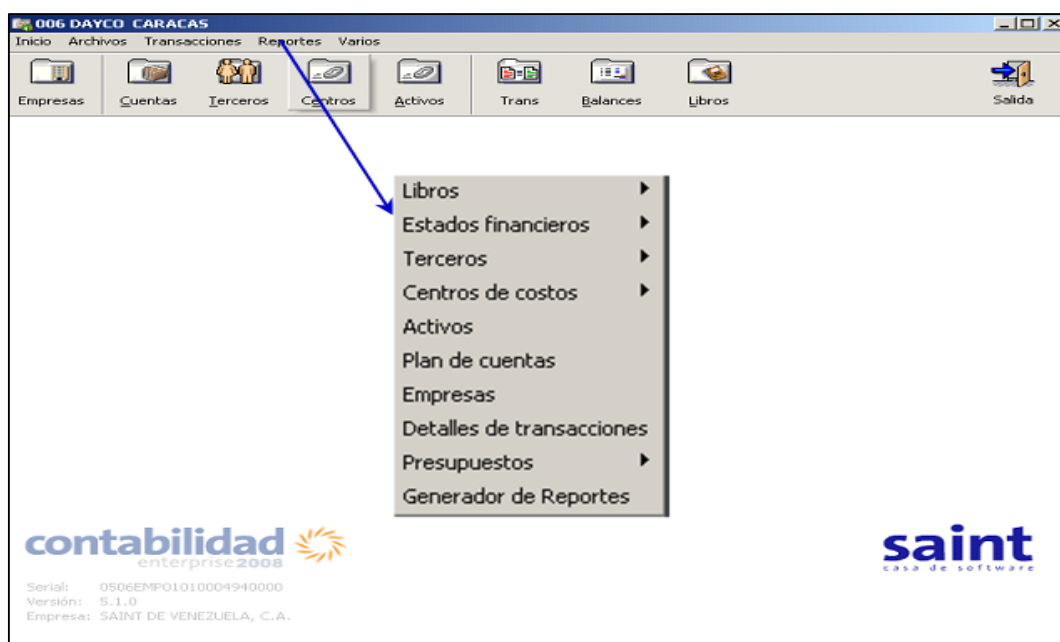 006 DAYCO CARACAS
Inicio Archivos Transacciones Reportes Varios
Empresas Cuentas Terceros Centros Activos Trans Balances Libros Salida
Libros
Estados financieros
Terceros
Centros de costos
Activos
Plan de cuentas
Empresas
Detalles de transacciones
Presupuestos
Generador de Reportes
contabilidad
enterprise2008
saint
casa de software
Serial: 0506EMP01010004940000
Versión: 5.1.0
Empresa: SAINT DE VENEZUELA, C.A.